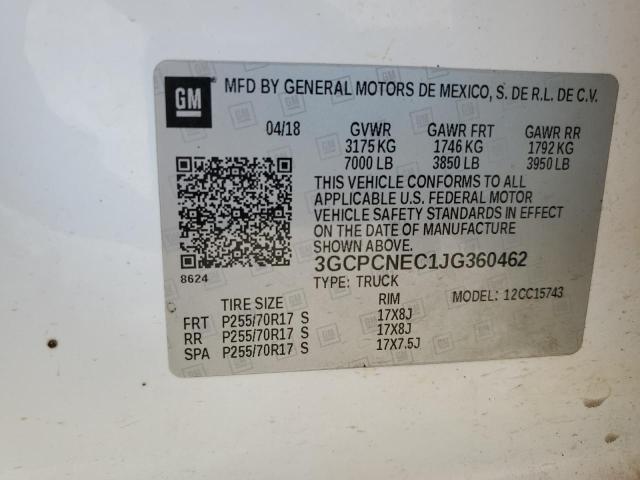 GM MFD BY GENERAL MOTORS DE MEXICO, S. DE R.L. DE C.V.
04/18 GVWR GAWR FRT GAWR RR
3175 KG 1746 KG 1792 KG
7000 LB 3850 LB 3950 LB
THIS VEHICLE CONFORMS TO ALL
APPLICABLE U.S. FEDERAL MOTOR
VEHICLE SAFETY STANDARDS IN EFFECT
ON THE DATE OF MANUFACTURE
SHOWN ABOVE.
8624 3GCPCNEC1JG360462
TYPE: TRUCK MODEL: 12CC15743
TIRE SIZE RIM
FRT P255/70R17 S 17X8J
RR P255/70R17 S 17X8J
SPA P255/70R17 S 17X7.5J